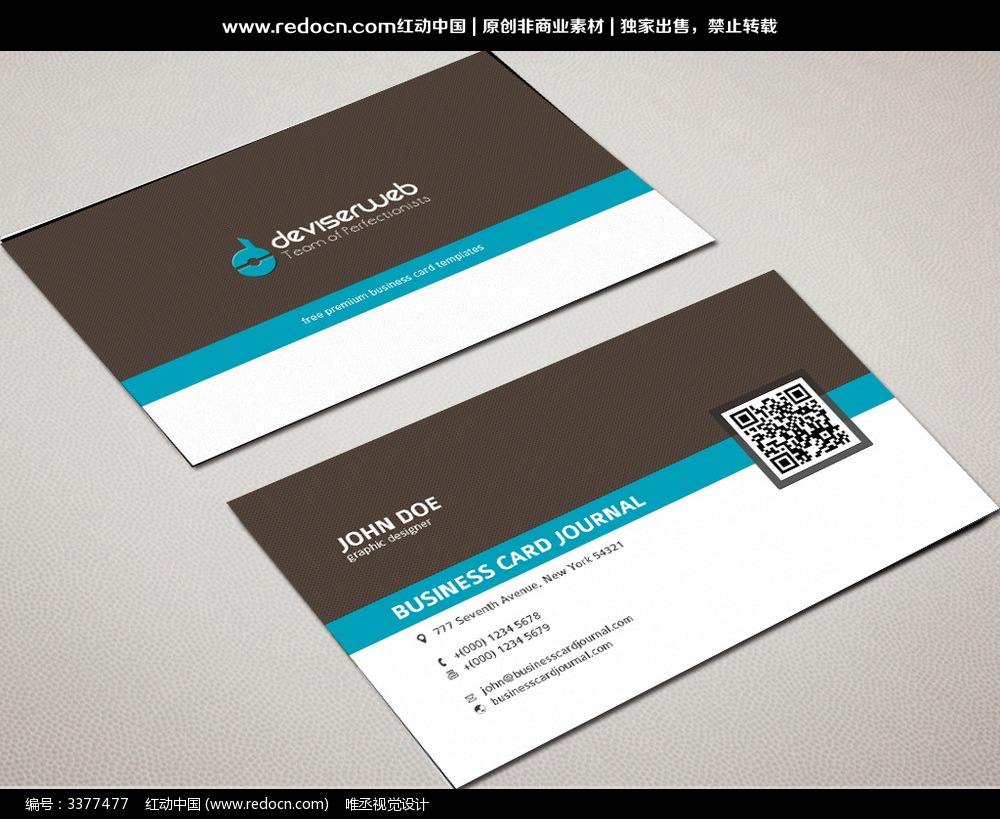 www.redocn.com红动中国 | 原创非商业素材 | 独家出售，禁止转载
deviserweb
Team of Perfectionists
free premium business card templates
JOHN DOE
graphic designer
BUSINESS CARD JOURNAL
777 Seventh Avenue, New York 54321
+(000) 1234 5678
+(000) 1234 5679
john@businesscardjournal.com
businesscardjournal.com
编号：3377477 红动中国 (www.redocn.com) 唯丞视觉设计